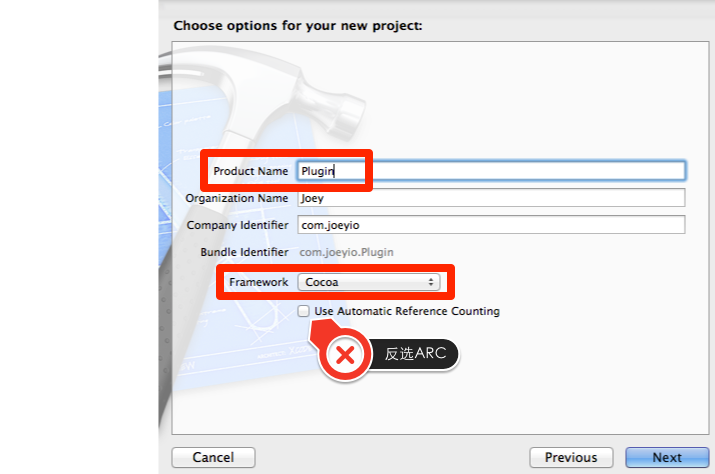 Choose options for your new project:
Product Name Plugin
Organization Name Joey
Company Identifier com.joeyio
Bundle Identifier com.joeyio.Plugin
Framework Cocoa
Use Automatic Reference Counting
反选ARC
Cancel Previous Next